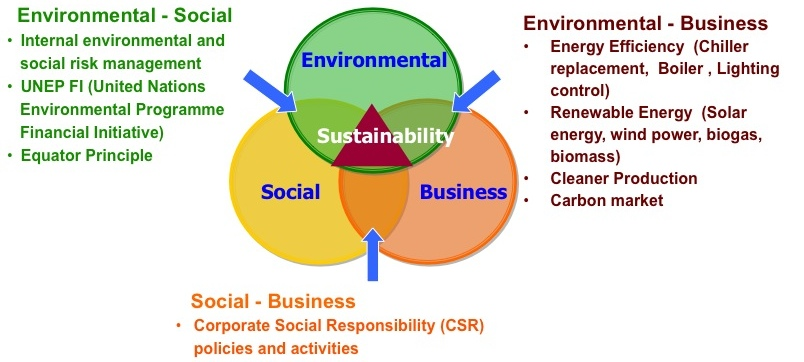 Environmental - Social
• Internal environmental and
social risk management
• UNEP FI (United Nations
Environmental Programme
Financial Initiative)
• Equator Principle
Environmental
Sustainability
Social
Business
Environmental - Business
• Energy Efficiency (Chiller
replacement, Boiler , Lighting
control)
• Renewable Energy (Solar
energy, wind power, biogas,
biomass)
• Cleaner Production
• Carbon market
Social - Business
• Corporate Social Responsibility (CSR)
policies and activities